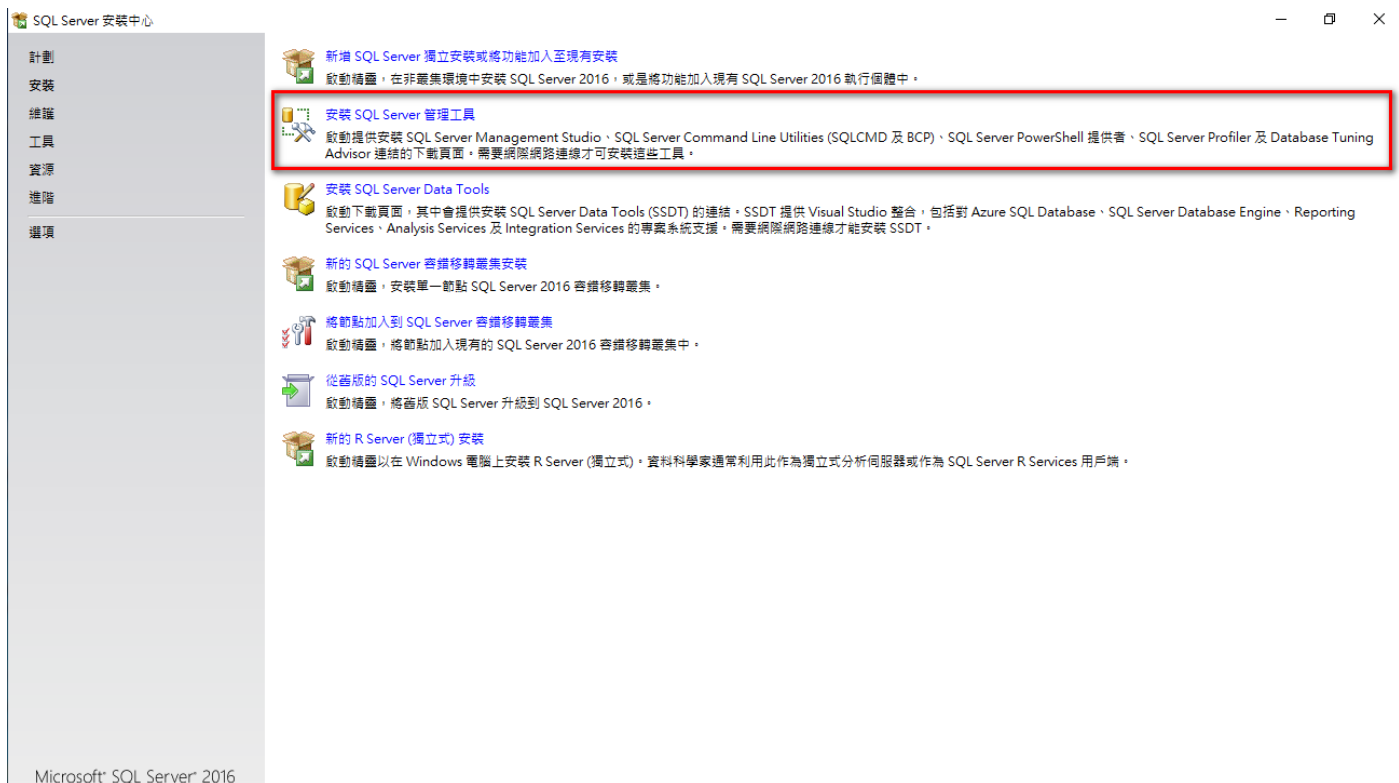 SQL Server 安裝中心
計劃
安裝
維護
工具
資源
進階
選項
新增 SQL Server 獨立安裝或將功能加入至現有安裝
啟動精靈，在非叢集環境中安裝 SQL Server 2016，或是將功能加入現有 SQL Server 2016 執行個體中。
安裝 SQL Server 管理工具
啟動提供安裝 SQL Server Management Studio、SQL Server Command Line Utilities (SQLCMD 及 BCP)、SQL Server PowerShell 提供者、SQL Server Profiler 及 Database Tuning
Advisor 連結的下載頁面。需要網際網路連線才可安裝這些工具。
安裝 SQL Server Data Tools
啟動下載頁面，其中會提供安裝 SQL Server Data Tools (SSDT) 的連結。SSDT 提供 Visual Studio 整合，包括對 Azure SQL Database、SQL Server Database Engine、Reporting
Services、Analysis Services 及 Integration Services 的專案系統支援。需要網際網路連線才能安裝 SSDT。
新的 SQL Server 容錯移轉叢集安裝
啟動精靈，安裝單一節點 SQL Server 2016 容錯移轉叢集。
將節點加入到 SQL Server 容錯移轉叢集
啟動精靈，將節點加入現有的 SQL Server 2016 容錯移轉叢集中。
從舊版的 SQL Server 升級
啟動精靈，將舊版 SQL Server 升級到 SQL Server 2016。
新的 R Server (獨立式) 安裝
啟動精靈以在 Windows 電腦上安裝 R Server (獨立式)。資料科學家通常利用此作為獨立式分析伺服器或作為 SQL Server R Services 用戶端。
Microsoft® SQL Server® 2016